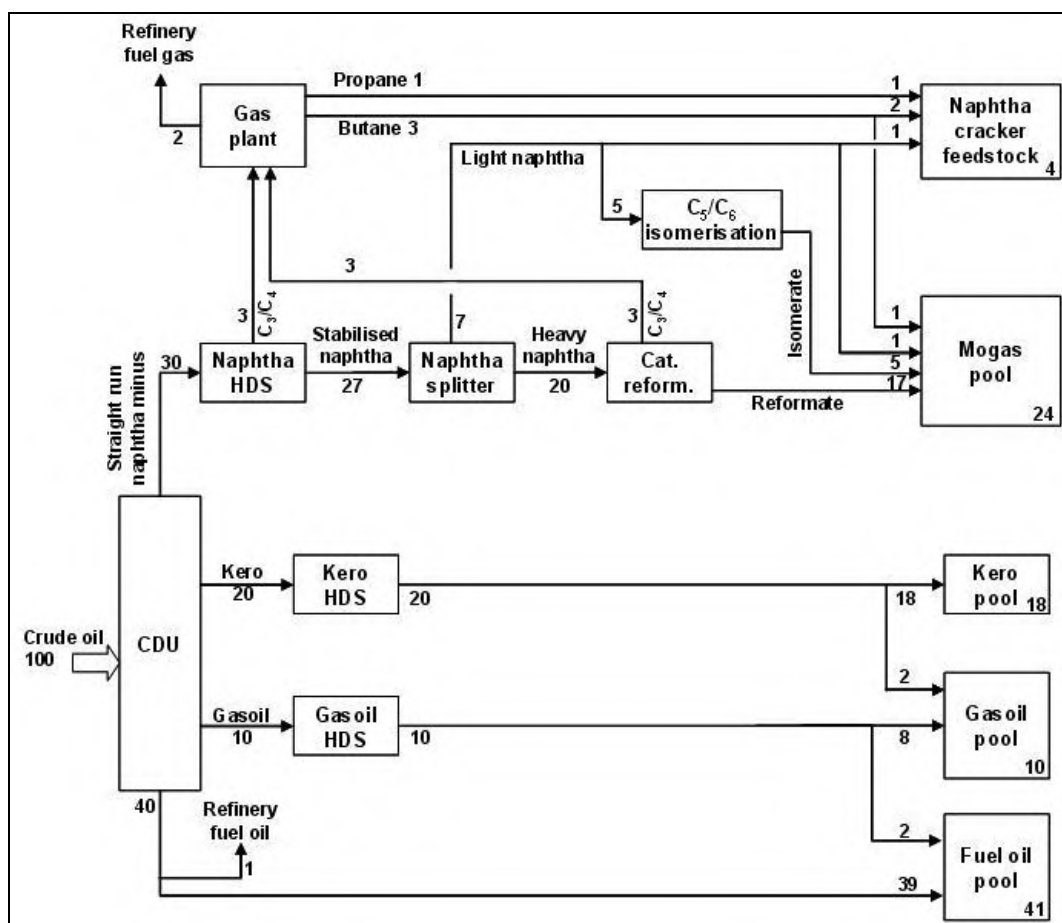 Refinery
fuel gas
2
Gas
plant
Propane 1
Butane 3
1
2
1
Naphtha
cracker
feedstock
4
Light naphtha
5
C₅/C₆
isomerisation
3
3
C₃/C₄
3
C₃/C₄
Isomerate
Straight run
naphtha minus
30
Naphtha
HDS
Stabilised
naphtha
27
7
Naphtha
splitter
Heavy
naphtha
20
Cat.
reform.
Reformate
1
1
5
17
Mogas
pool
24
Crude oil
100
CDU
Kero
20
Kero
HDS
20
18
Kero
pool
18
2
Gasoil
10
Gasoil
HDS
10
8
Gasoil
pool
10
40
Refinery
fuel oil
1
2
39
Fuel oil
pool
41